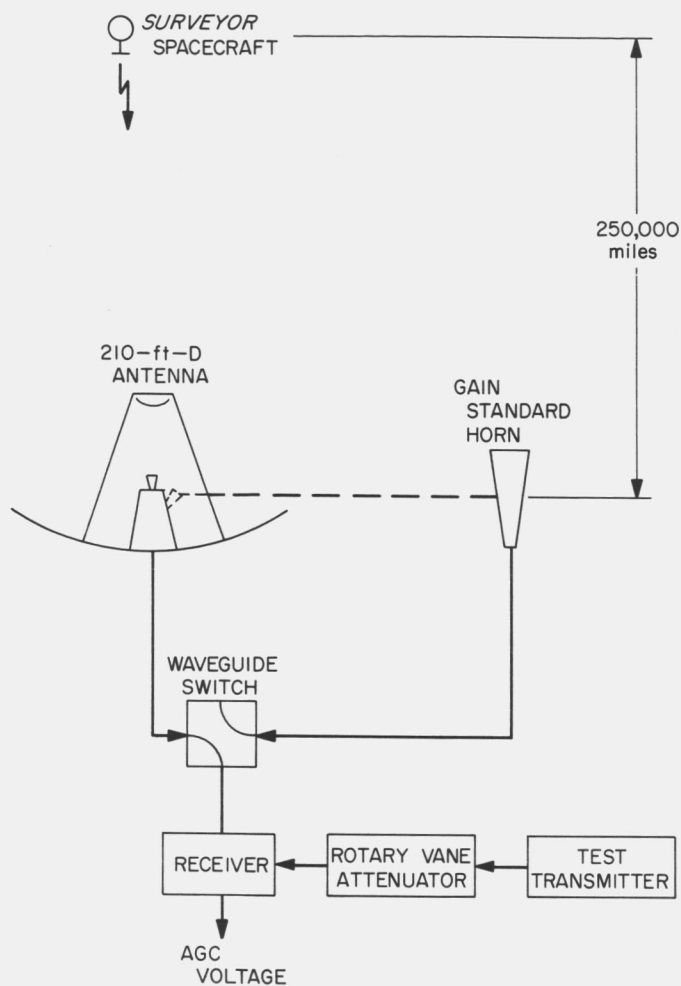 SURVEYOR
SPACECRAFT
250,000
miles
210-ft-D
ANTENNA
GAIN
STANDARD
HORN
WAVEGUIDE
SWITCH
RECEIVER
ROTARY VANE
ATTENUATOR
TEST
TRANSMITTER
AGC
VOLTAGE